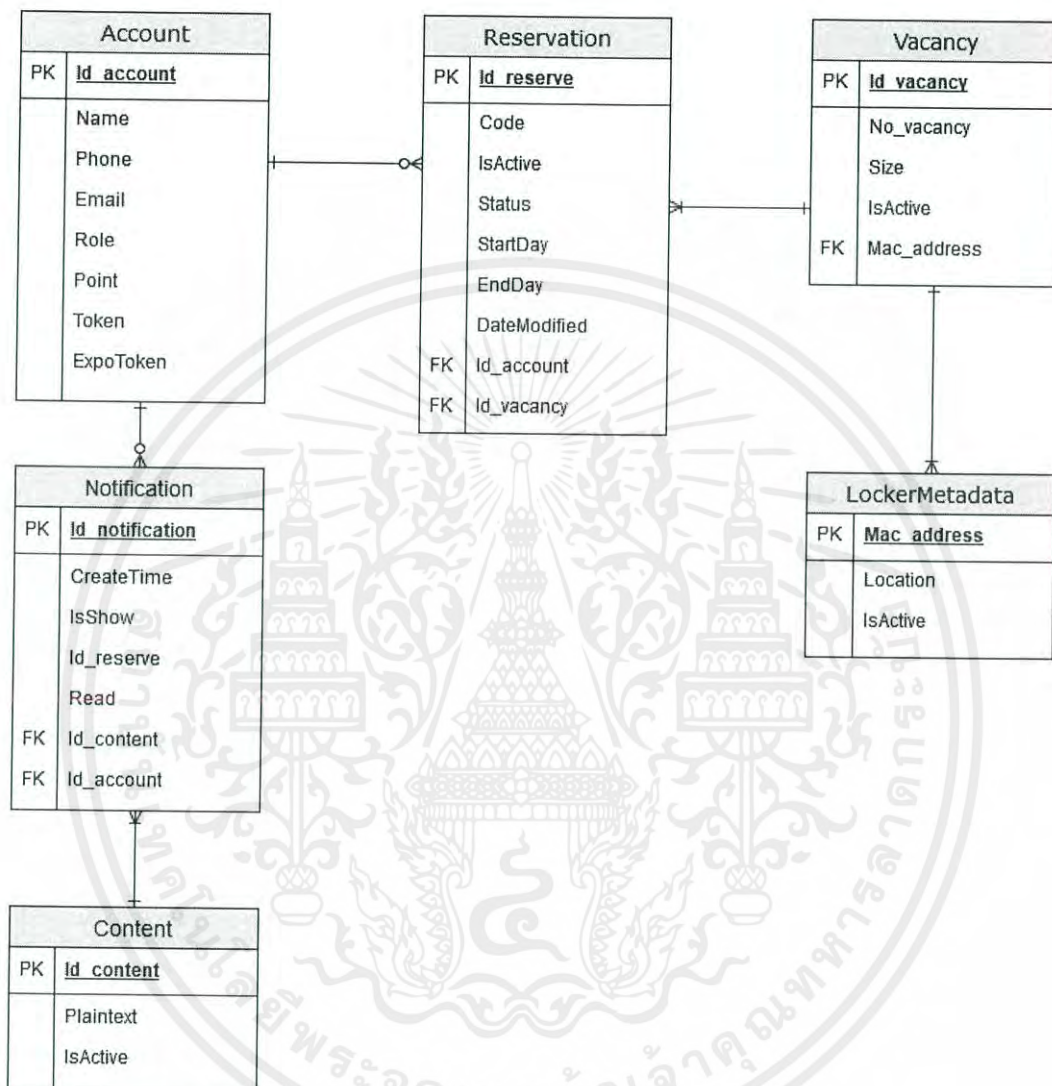 Account
PK Id_account
Name
Phone
Email
Role
Point
Token
ExpoToken
Reservation
PK Id_reserve
Code
IsActive
Status
StartDay
EndDay
DateModified
FK Id_account
FK Id_vacancy
Vacancy
PK Id_vacancy
No_vacancy
Size
IsActive
FK Mac_address
Notification
PK Id_notification
CreateTime
IsShow
Id_reserve
Read
FK Id_content
FK Id_account
LockerMetadata
PK Mac_address
Location
IsActive
Content
PK Id_content
Plaintext
IsActive